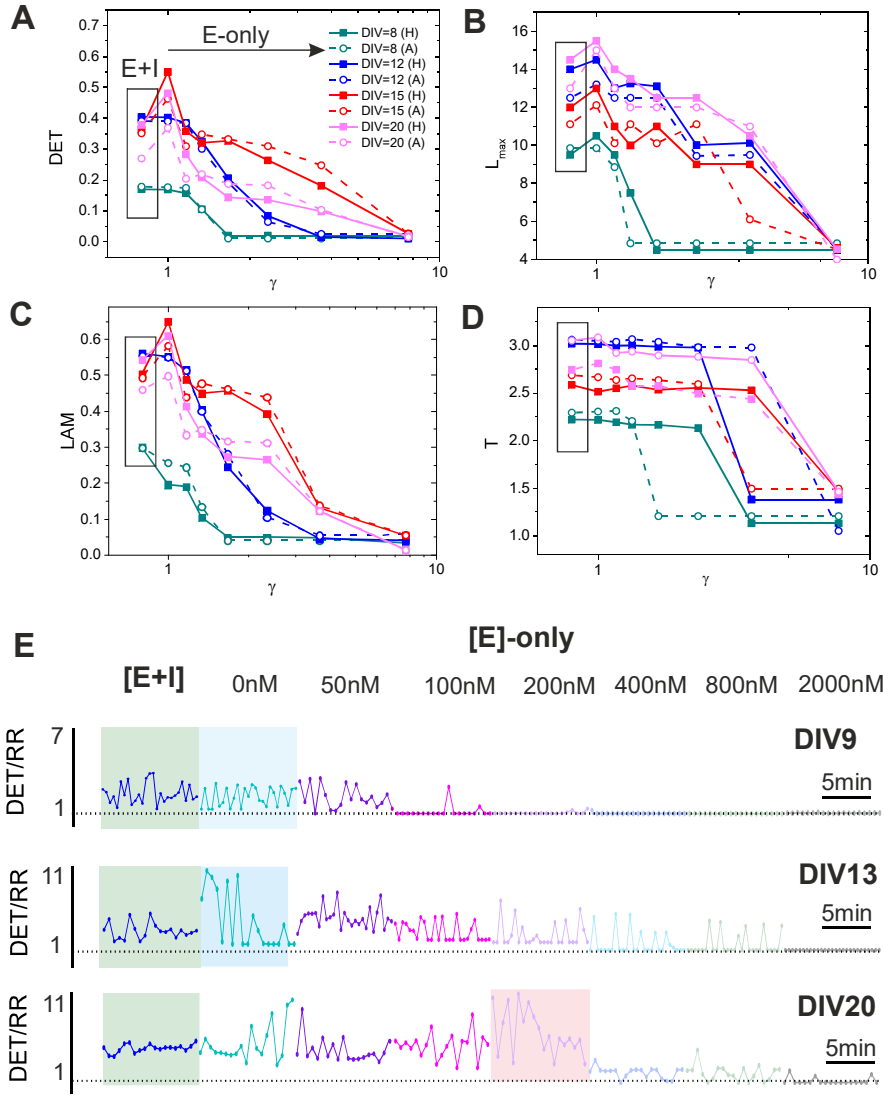 A
E-only
E+I
DET
0.7
0.6
0.5
0.4
0.3
0.2
0.1
0.0
1
10
γ
DIV=8 (H)
DIV=8 (A)
DIV=12 (H)
DIV=12 (A)
DIV=15 (H)
DIV=15 (A)
DIV=20 (H)
DIV=20 (A)
B
Lmax
16
14
12
10
8
6
4
1
10
γ
C
LAM
0.6
0.5
0.4
0.3
0.2
0.1
0.0
1
10
γ
D
T
3.0
2.5
2.0
1.5
1.0
1
10
γ
E
[E]-only
[E+I]
0nM
50nM
100nM
200nM
400nM
800nM
2000nM
DET/RR
7
1
DIV9
5min
DET/RR
11
1
DIV13
5min
DET/RR
11
1
DIV20
5min